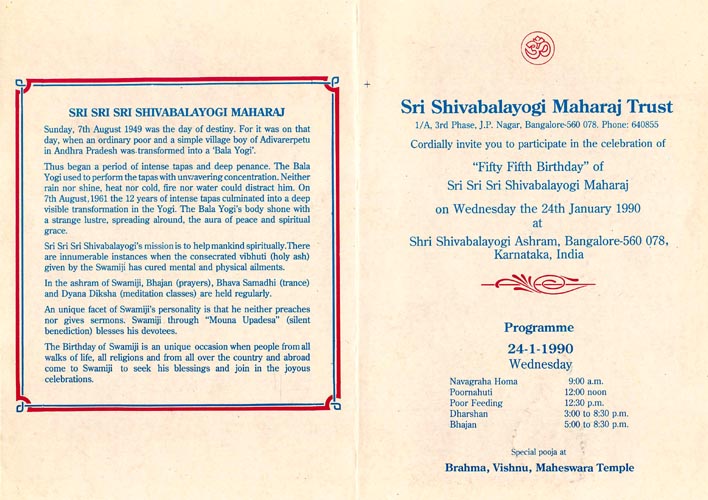 SRI SRI SRI SHIVABALAYOGI MAHARAJ
Sunday, 7th August 1949 was the day of destiny. For it was on that
day, when an ordinary poor and a simple village boy of Adivarerpetu
in Andhra Pradesh was transformed into a 'Bala Yogi'.
Thus began a period of intense tapas and deep penance. The Bala
Yogi used to perform the tapas with unvavering concentration. Neither
rain nor shine, heat nor cold, fire nor water could distract him. On
7th August,1961 the 12 years of intense tapas culminated into a deep
visible transformation in the Yogi. The Bala Yogi's body shone with
a strange lustre, spreading alround, the aura of peace and spiritual
grace.
Sri Sri Sri Shivabalayogi's mission is to help mankind spiritually.There
are innumerable instances when the consecrated vibhuti (holy ash)
given by the Swamiji has cured mental and physical ailments.
In the ashram of Swamiji, Bhajan (prayers), Bhava Samadhi (trance)
and Dyana Diksha (meditation classes) are held regularly.
An unique facet of Swamiji's personality is that he neither preaches
nor gives sermons. Swamiji through "Mouna Upadesa" (silent
benediction) blesses his devotees.
The Birthday of Swamiji is an unique occasion when people from all
walks of life, all religions and from all over the country and abroad
come to Swamiji to seek his blessings and join in the joyous
celebrations.
ॐ
Sri Shivabalayogi Maharaj Trust
1/A, 3rd Phase, J.P. Nagar, Bangalore-560 078. Phone: 640855
Cordially invite you to participate in the celebration of
"Fifty Fifth Birthday" of
Sri Sri Sri Shivabalayogi Maharaj
on Wednesday the 24th January 1990
at
Shri Shivabalayogi Ashram, Bangalore-560 078,
Karnataka, India
Programme
24-1-1990
Wednesday
Navagraha Homa 9:00 a.m.
Poornahuti 12:00 noon
Poor Feeding 12:30 p.m.
Dharshan 3:00 to 8:30 p.m.
Bhajan 5:00 to 8:30 p.m.
Special pooja at
Brahma, Vishnu, Maheswara Temple